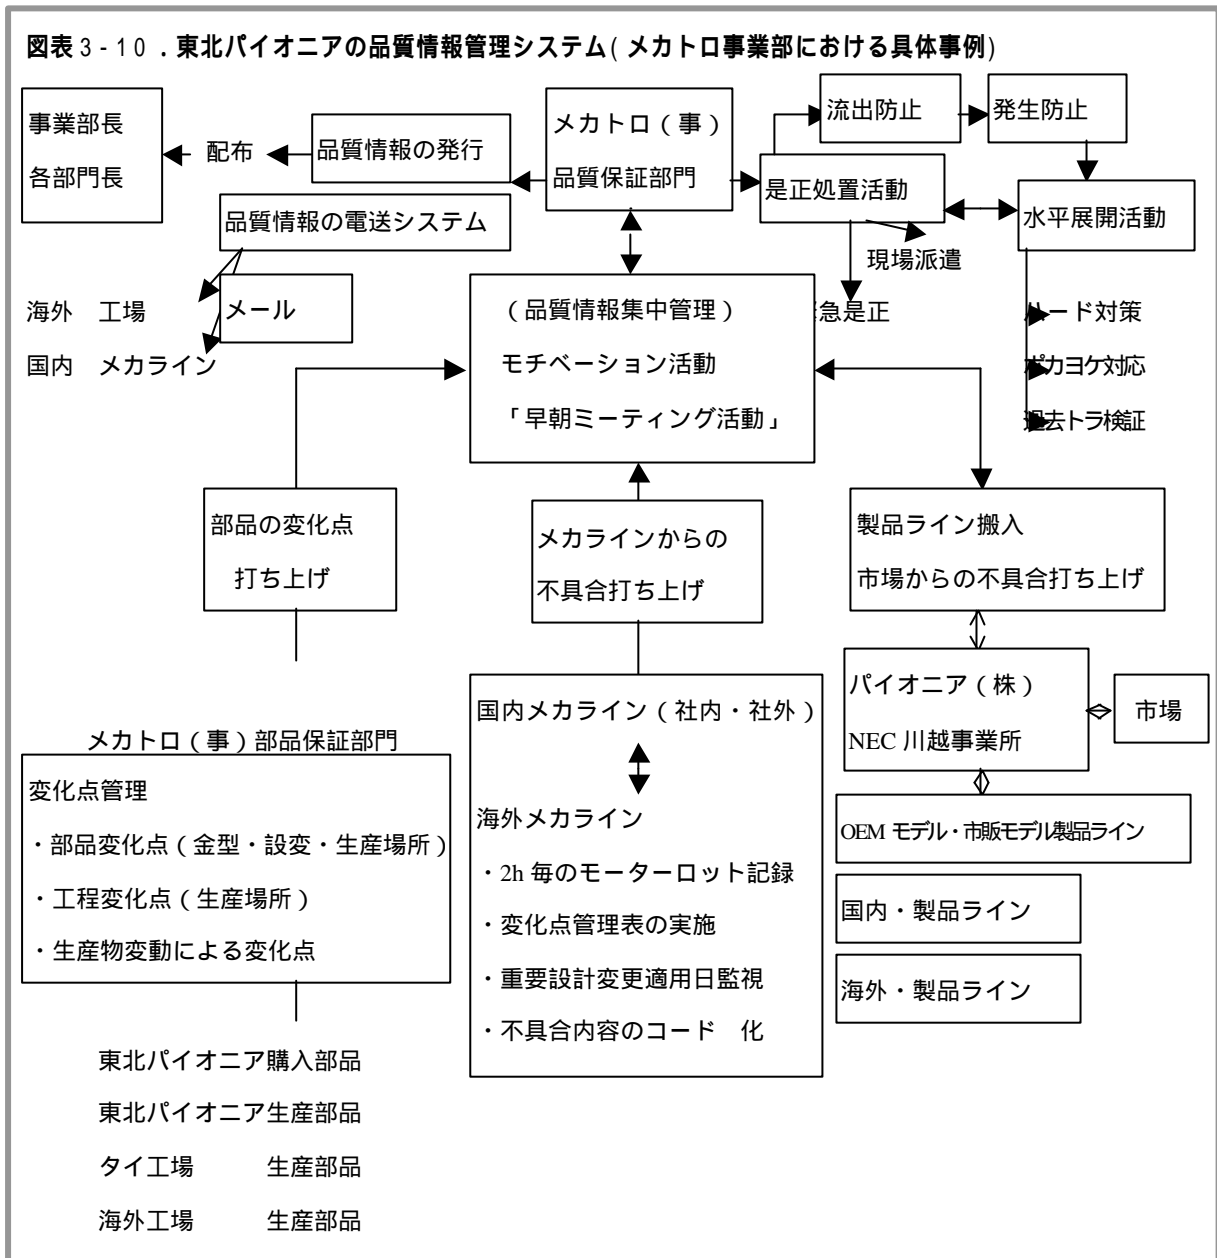 図表3-10．東北パイオニアの品質情報管理システム(メカトロ事業部における具体事例)
事業部長
各部門長
配布
品質情報の発行
メカトロ（事）
品質保証部門
流出防止
発生防止
是正処置活動
水平展開活動
品質情報の電送システム
現場派遣
海外　工場
国内　メカライン
メール
（品質情報集中管理）
モチベーション活動
「早朝ミーティング活動」
急是正
ハード対策
ポカヨケ対応
過去トラ検証
部品の変化点
打ち上げ
メカラインからの
不具合打ち上げ
製品ライン搬入
市場からの不具合打ち上げ
パイオニア（株）
NEC 川越事業所
市場
メカトロ（事）部品保証部門
変化点管理
・部品変化点（金型・設変・生産場所）
・工程変化点（生産場所）
・生産物変動による変化点
国内メカライン（社内・社外）
海外メカライン
・2h 毎のモーターロット記録
・変化点管理表の実施
・重要設計変更適用日監視
・不具合内容のコード　化
OEM モデル・市販モデル製品ライン
国内・製品ライン
海外・製品ライン
東北パイオニア購入部品
東北パイオニア生産部品
タイ工場　　　生産部品
海外工場　　　生産部品